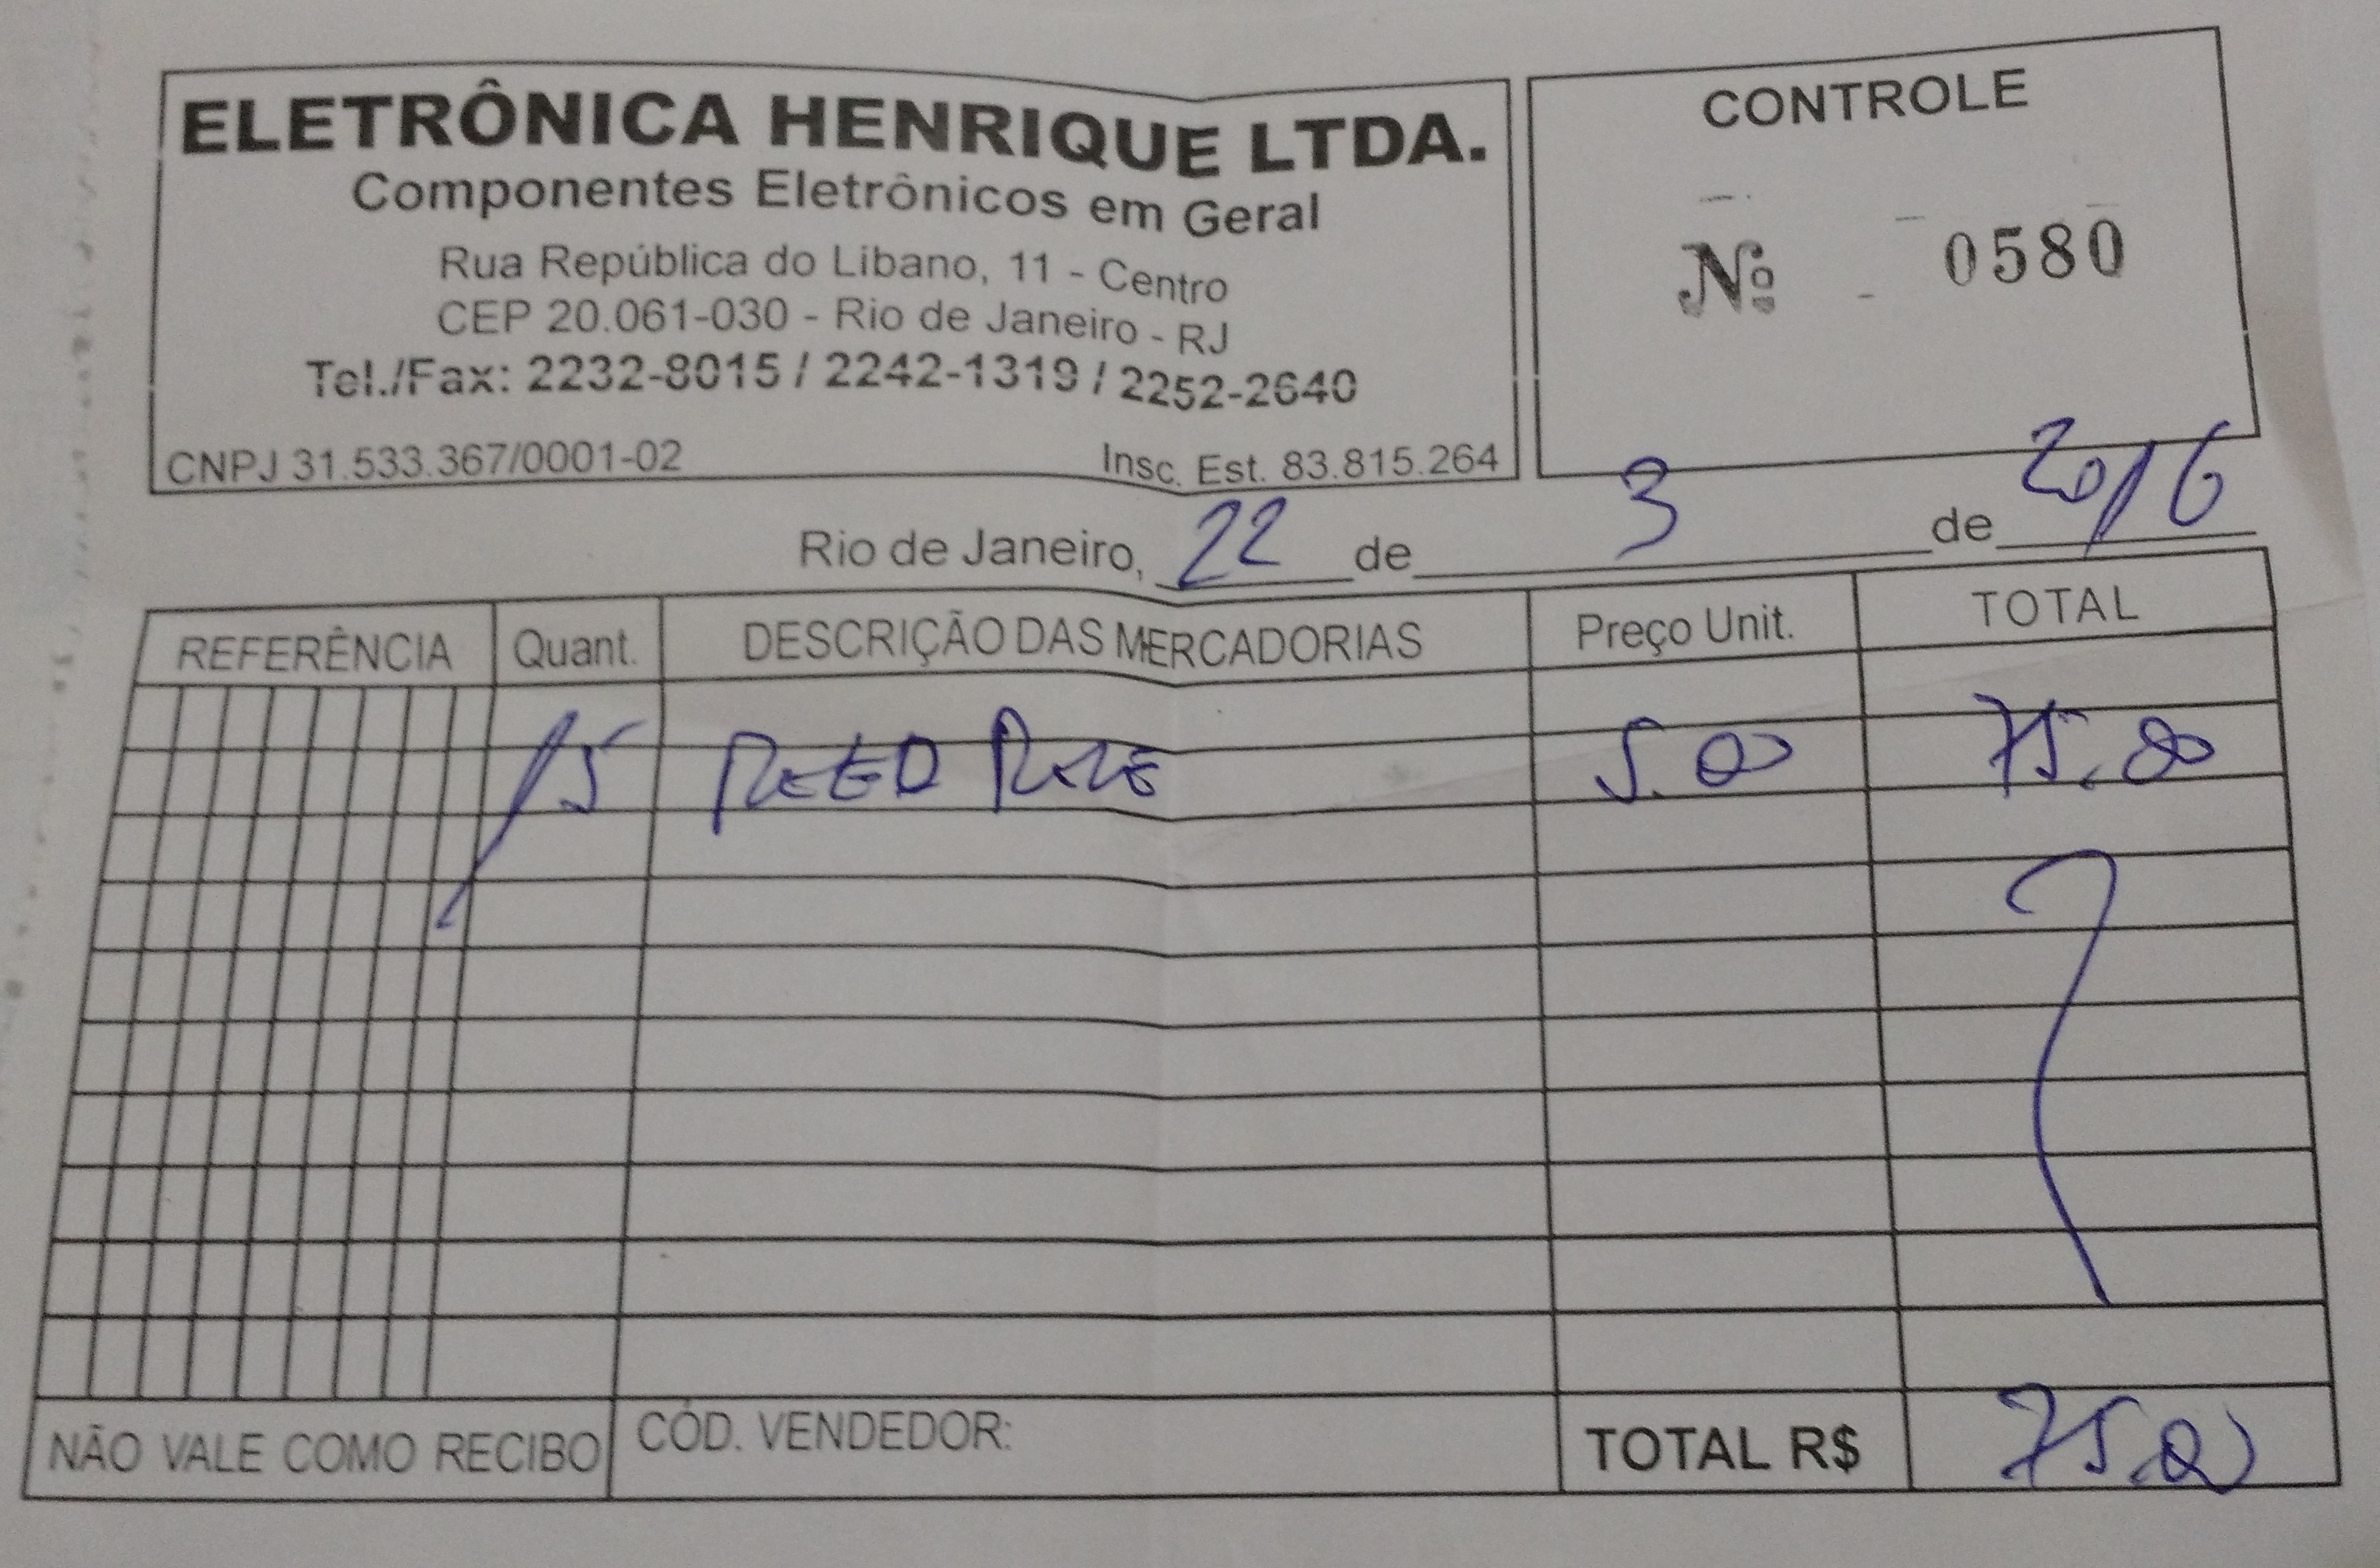 ELETRÔNICA HENRIQUE LTDA.
Componentes Eletrônicos em Geral
Rua República do Libano, 11 - Centro
CEP 20.061-030 - Rio de Janeiro - RJ
Tel./Fax: 2232-8015 / 2242-1319 / 2252-2640
CNPJ 31.533.367/0001-02 Insc. Est. 83.815.264
CONTROLE
Nº 0580
Rio de Janeiro, 22 de 3 de 2016
REFERÊNCIA Quant. DESCRIÇÃO DAS MERCADORIAS Preço Unit. TOTAL
15 REED RELE 5.00 75.00
NÃO VALE COMO RECIBO CÓD. VENDEDOR: TOTAL R$ 75.00